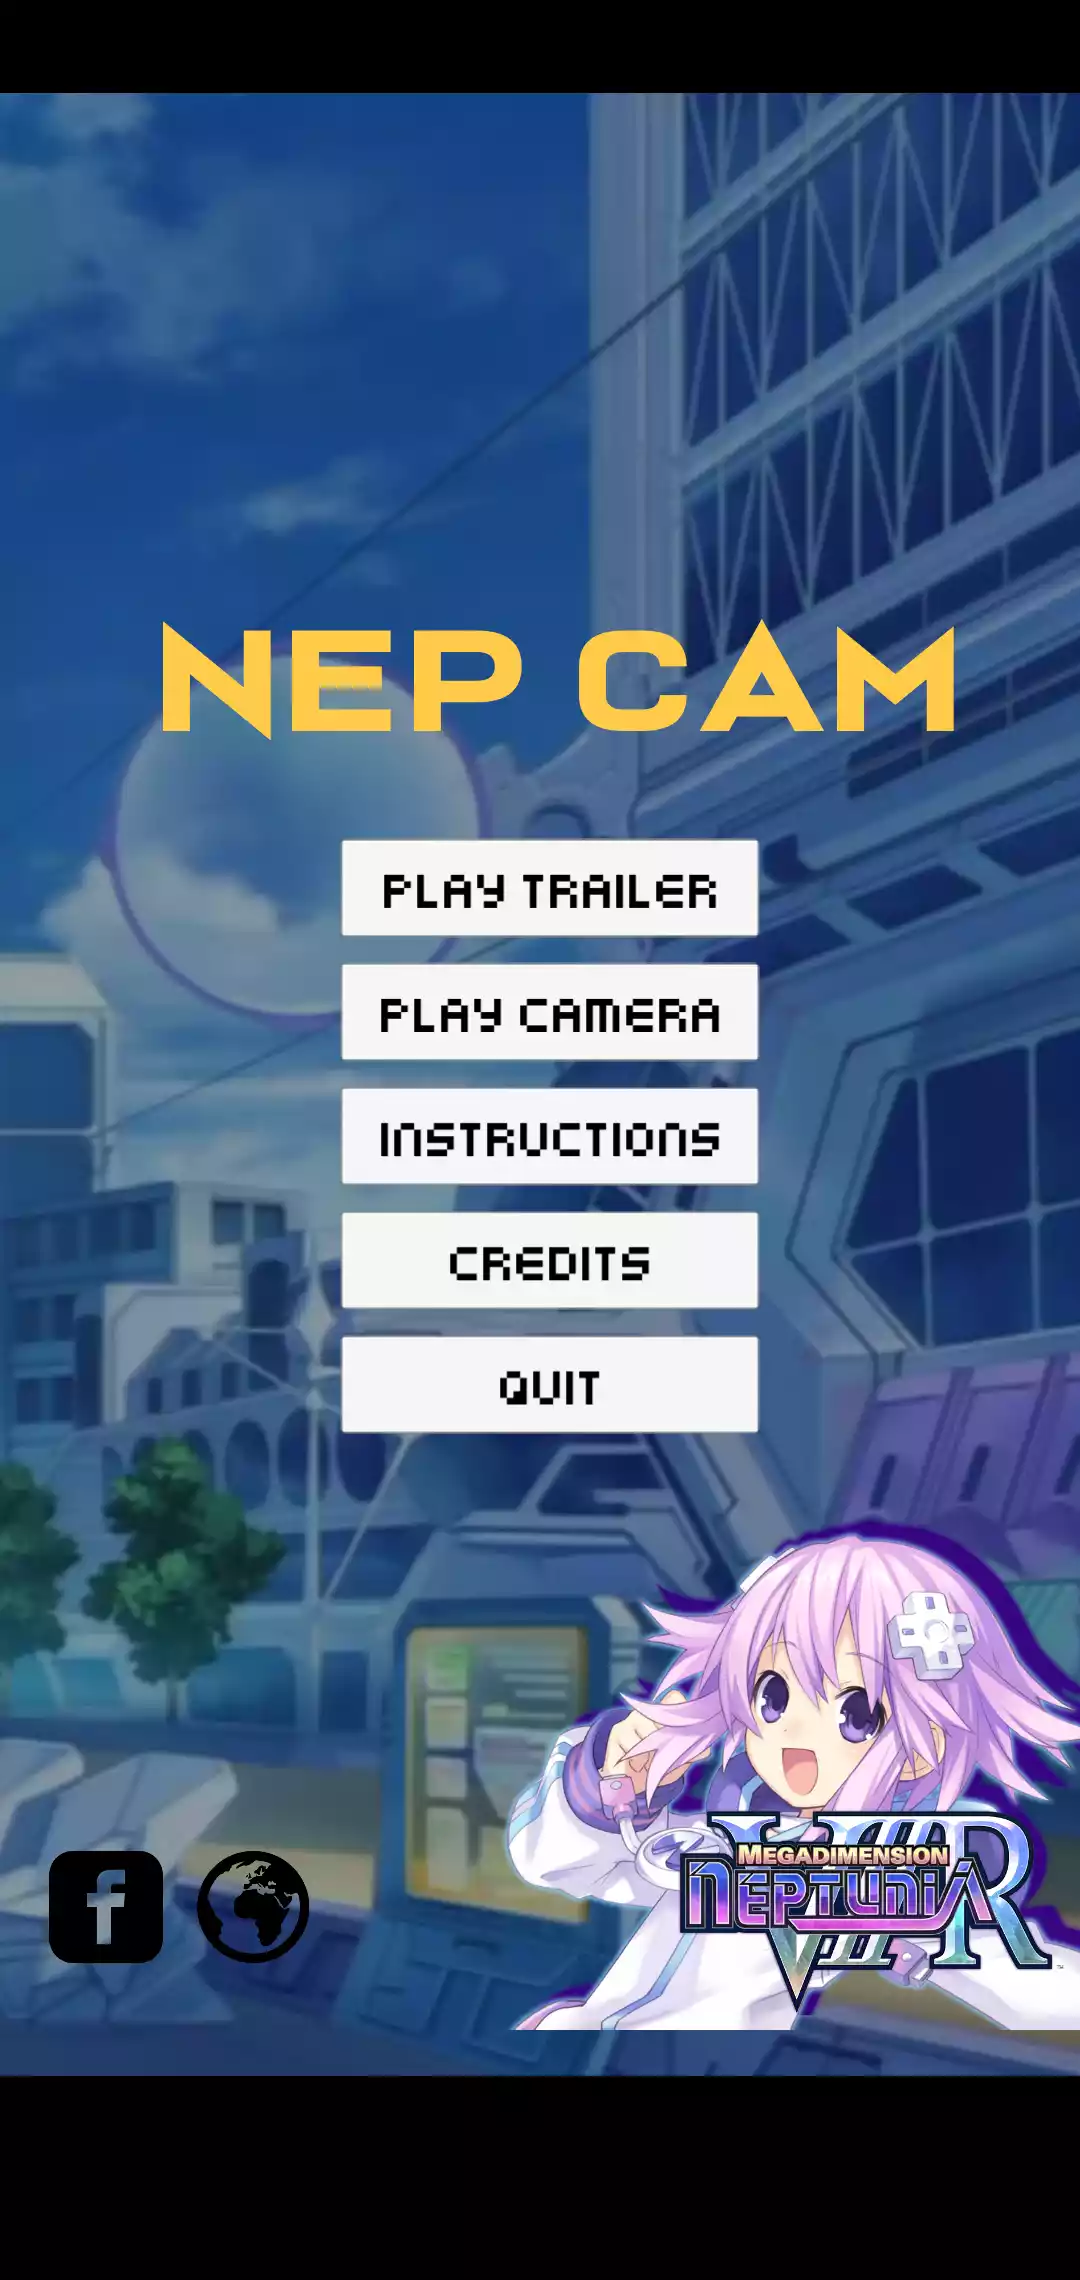 NEP CAM
PLAY TRAILER
PLAY CAMERA
INSTRUCTIONS
CREDITS
QUIT
MEGADIMENSION
NEPTUNIA
VIIR